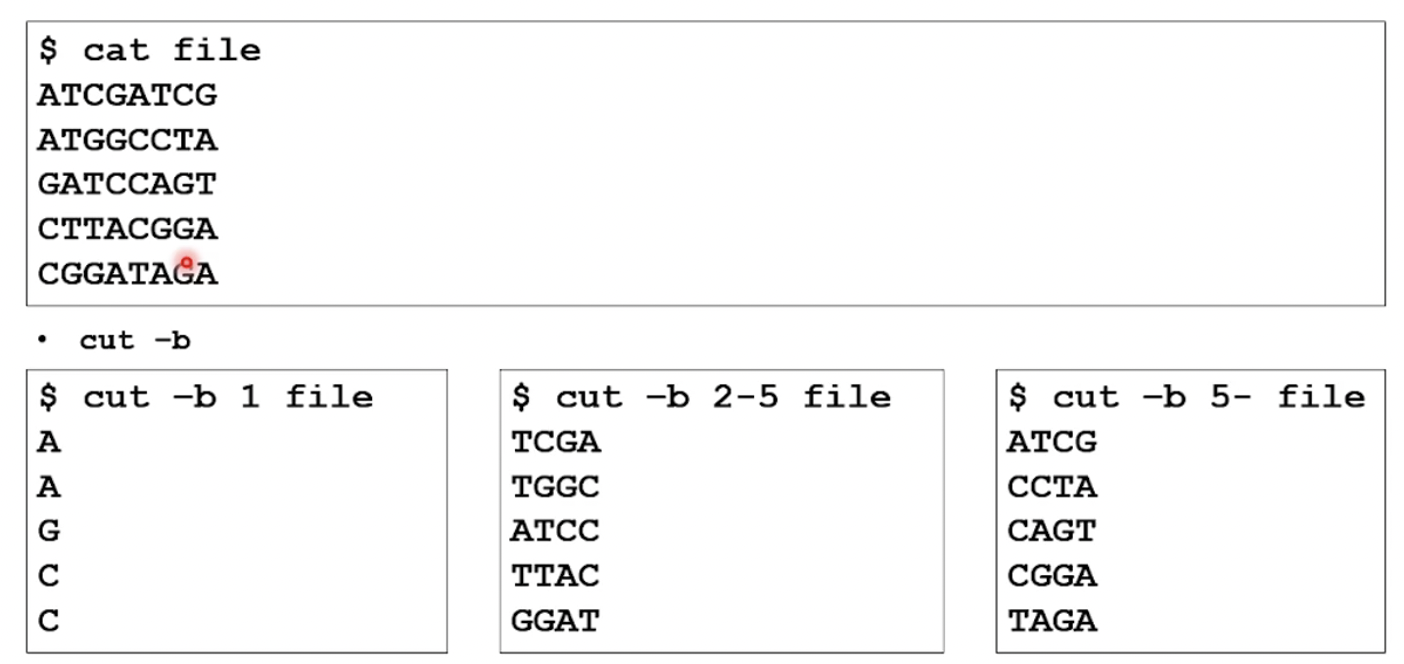 $ cat file
ATCGATCG
ATGGCCTA
GATCCAGT
CTTACGGA
CGGATAGA
• cut –b
$ cut –b 1 file
A
A
G
C
C
$ cut –b 2-5 file
TCGA
TGGC
ATCC
TTAC
GGAT
$ cut –b 5- file
ATCG
CCTA
CAGT
CGGA
TAGA